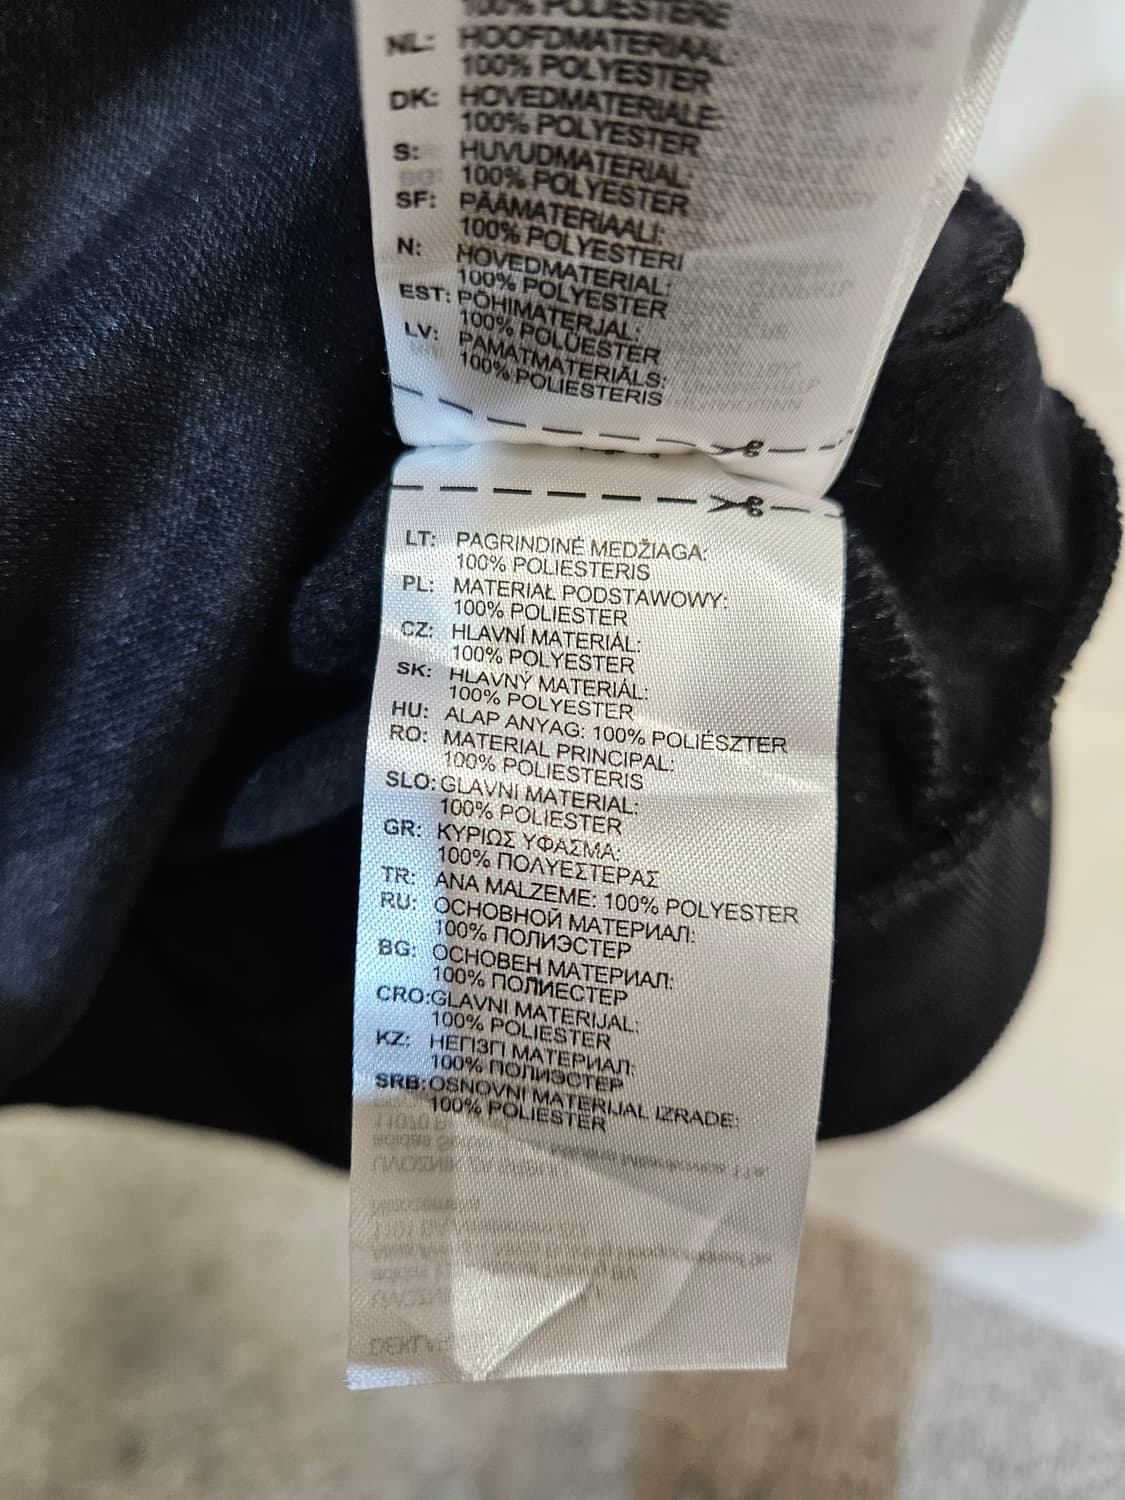 100% POLIESTERE
NL: HOOFDMATERIAAL:
100% POLYESTER
DK: HOVEDMATERIALE:
100% POLYESTER
S: HUVUDMATERIAL:
100% POLYESTER
SF: PÄÄMATERIAALI:
100% POLYESTERI
N: HOVEDMATERIAL:
100% POLYESTER
EST: PÕHIMATERJAL:
100% POLÜESTER
LV: PAMATMATERIĀLS:
100% POLIESTERIS
LT: PAGRINDINĖ MEDŽIAGA:
100% POLIESTERIS
PL: MATERIAŁ PODSTAWOWY:
100% POLIESTER
CZ: HLAVNÍ MATERIÁL:
100% POLYESTER
SK: HLAVNÝ MATERIÁL:
100% POLYESTER
HU: ALAP ANYAG: 100% POLIÉSZTER
RO: MATERIAL PRINCIPAL:
100% POLIESTERIS
SLO: GLAVNI MATERIAL:
100% POLIESTER
GR: ΚΥΡΙΩΣ ΥΦΑΣΜΑ:
100% ΠΟΛΥΕΣΤΕΡΑΣ
TR: ANA MALZEME: 100% POLYESTER
RU: ОСНОВНОЙ МАТЕРИАЛ:
100% ПОЛИЭСТЕР
BG: ОСНОВЕН МАТЕРИАЛ:
100% ПОЛИЕСТЕР
CRO: GLAVNI MATERIJAL:
100% POLIESTER
KZ: НЕГІЗГІ МАТЕРИАЛ:
100% ПОЛИЭСТЕР
SRB: OSNOVNI MATERIJAL IZRADE:
100% POLIESTER